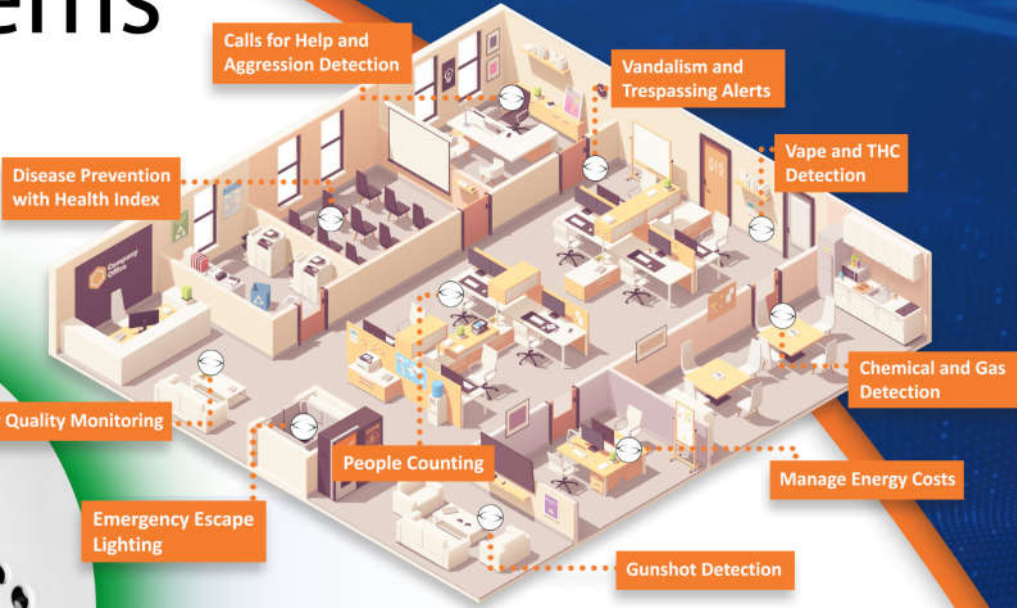 ems
Calls for Help and
Aggression Detection
Vandalism and
Trespassing Alerts
Vape and THC
Detection
Disease Prevention
with Health Index
Company
Office
Chemical and Gas
Detection
Quality Monitoring
People Counting
Manage Energy Costs
Emergency Escape
Lighting
Gunshot Detection